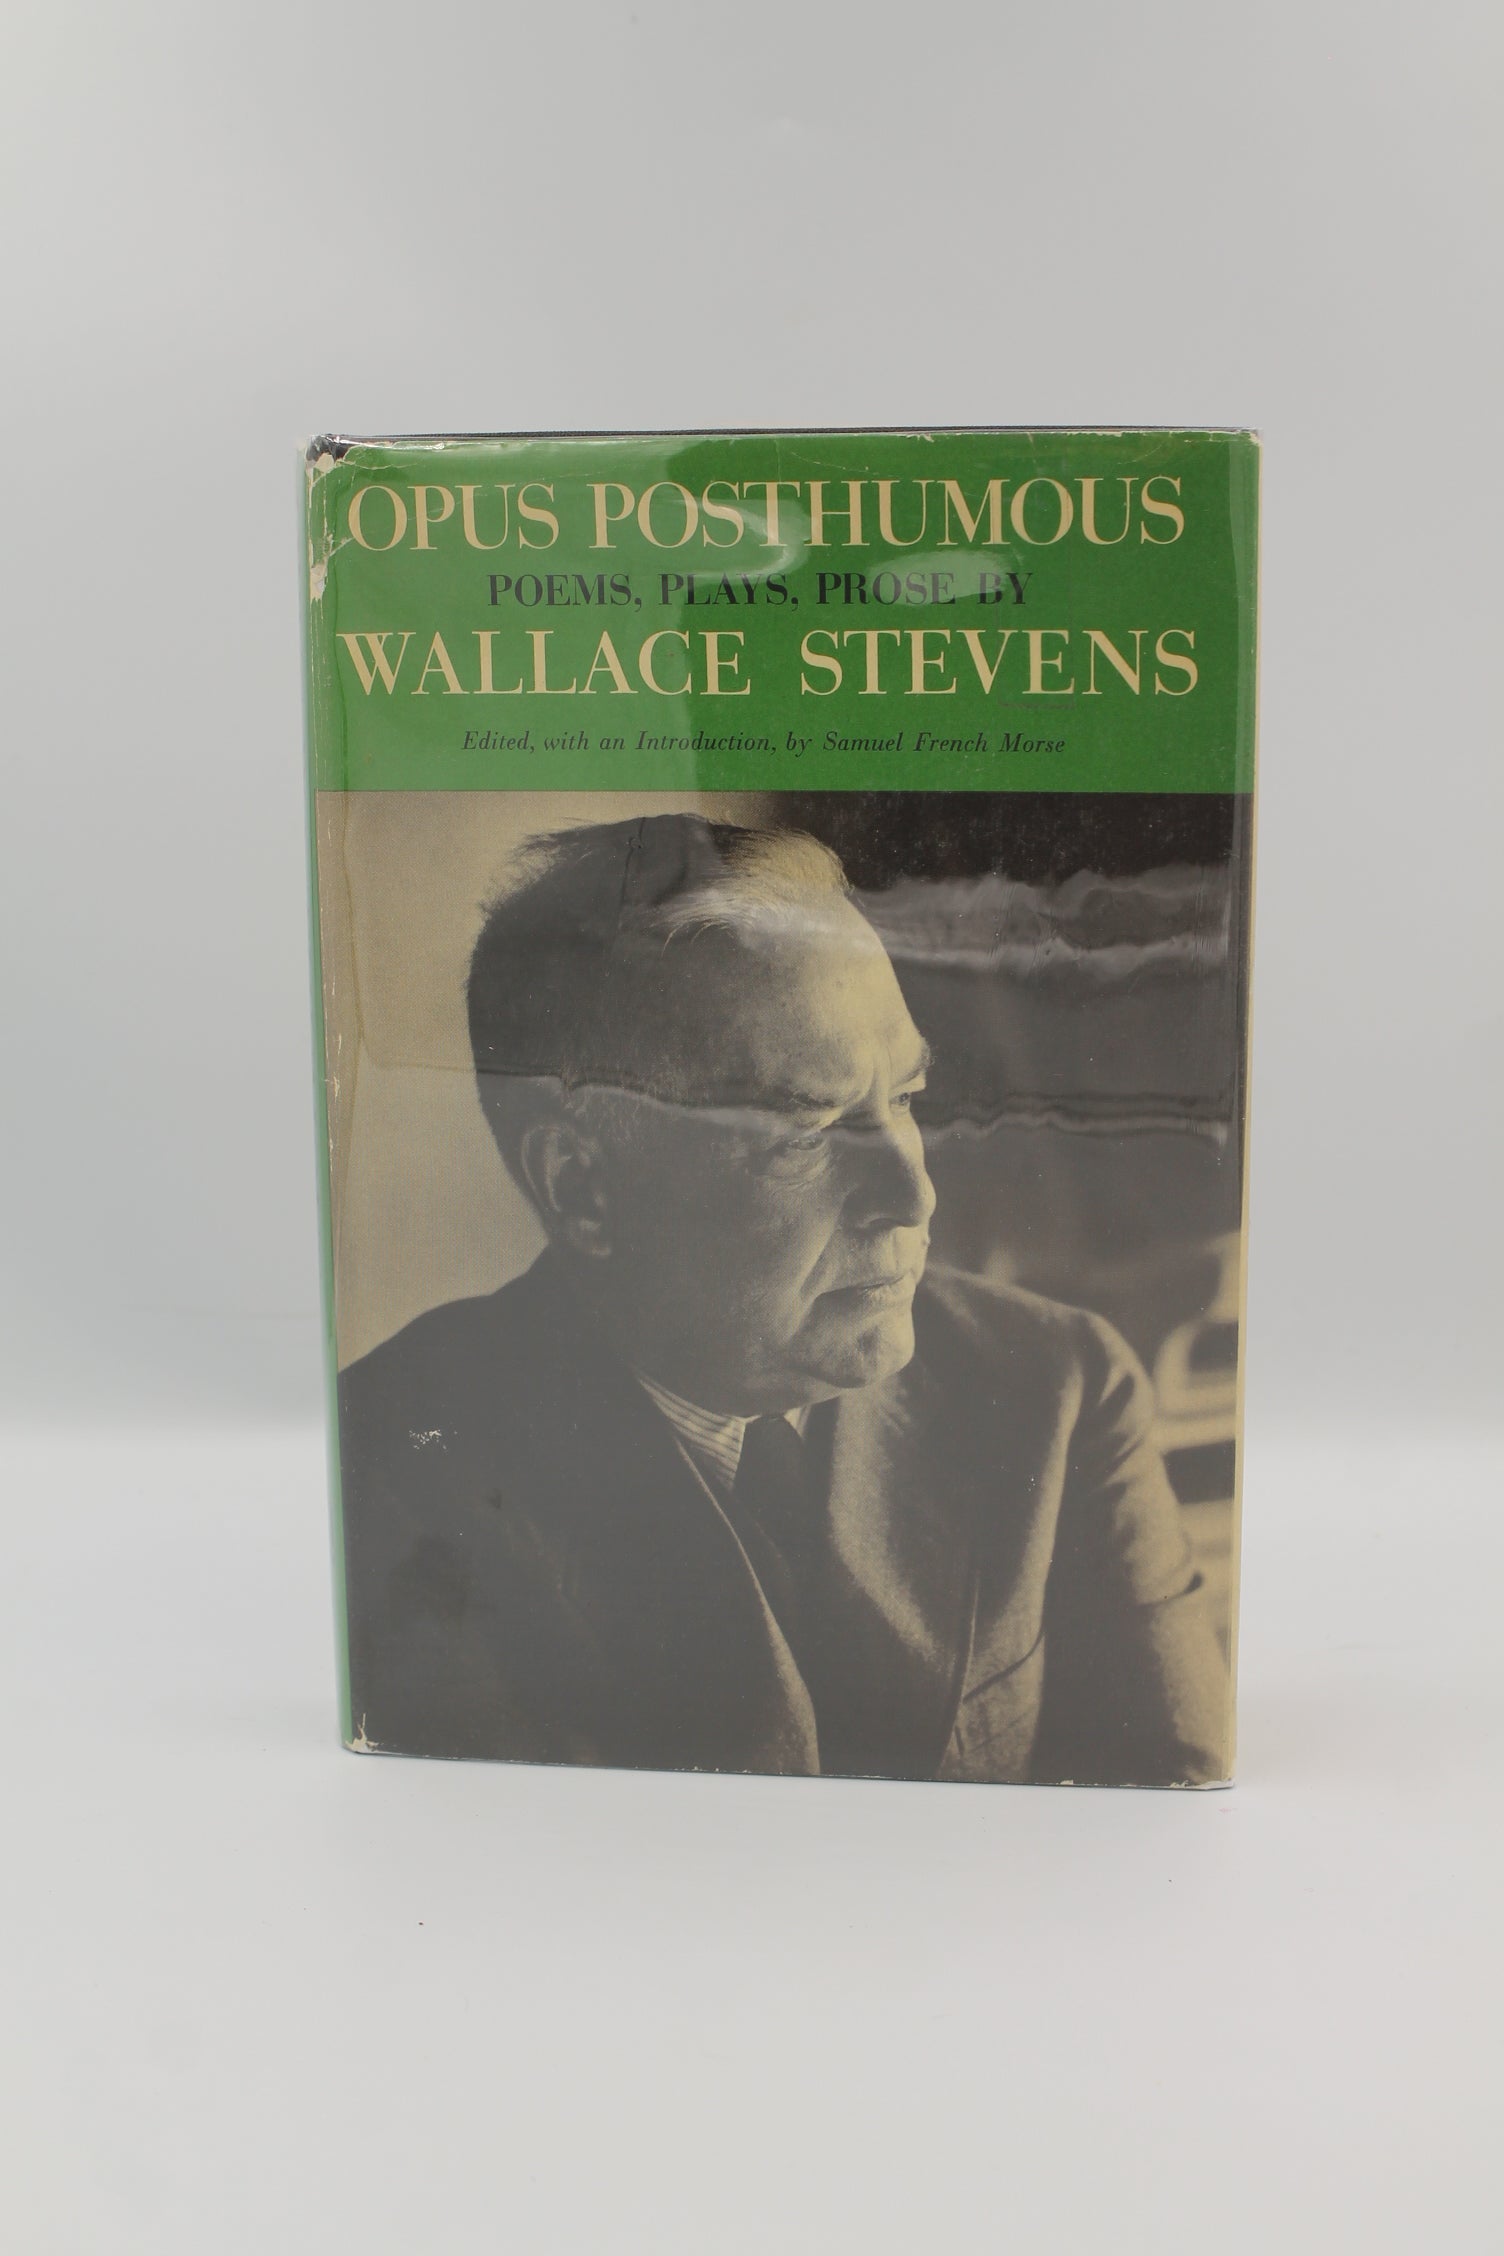 OPUS POSTHUMOUS
POEMS, PLAYS, PROSE BY
WALLACE STEVENS
Edited, with an Introduction, by Samuel French Morse